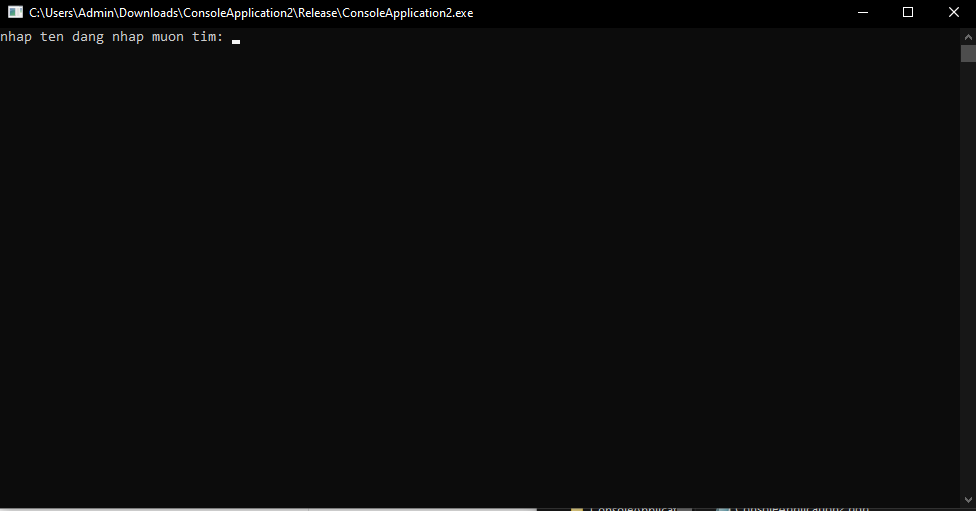 C:\Users\Admin\Downloads\ConsoleApplication2\Release\ConsoleApplication2.exe
nhap ten dang nhap muon tim: